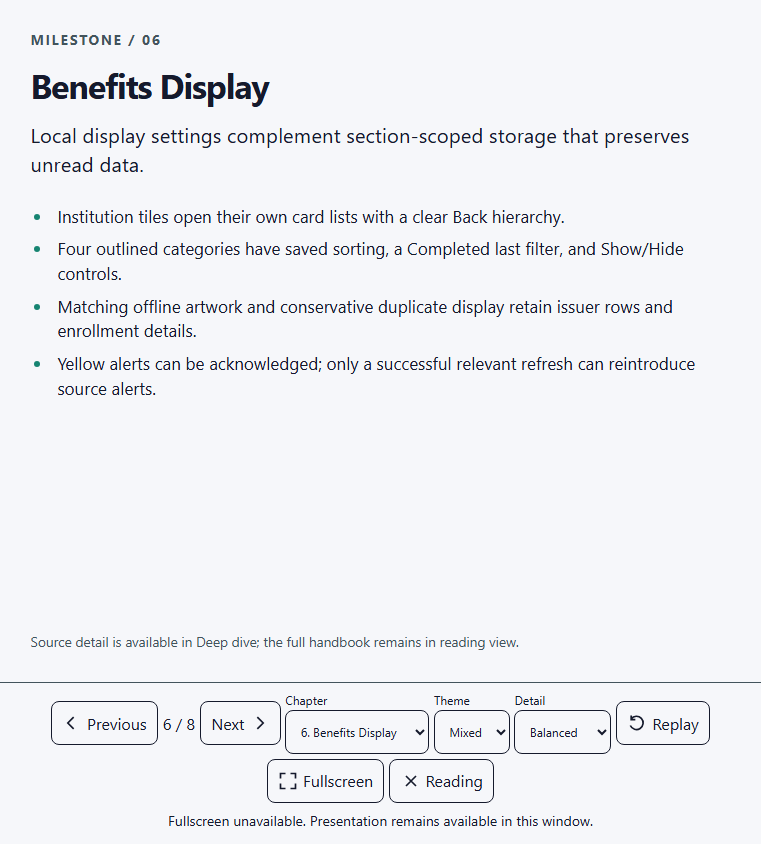 MILESTONE / 06
Benefits Display
Local display settings complement section-scoped storage that preserves
unread data.
Institution tiles open their own card lists with a clear Back hierarchy.
Four outlined categories have saved sorting, a Completed last filter, and Show/Hide
controls.
Matching offline artwork and conservative duplicate display retain issuer rows and
enrollment details.
Yellow alerts can be acknowledged; only a successful relevant refresh can reintroduce
source alerts.
Source detail is available in Deep dive; the full handbook remains in reading view.
Chapter Theme Detail
Previous 6 / 8 Next 6. Benefits Display Mixed Balanced Replay
Fullscreen Reading
Fullscreen unavailable. Presentation remains available in this window.